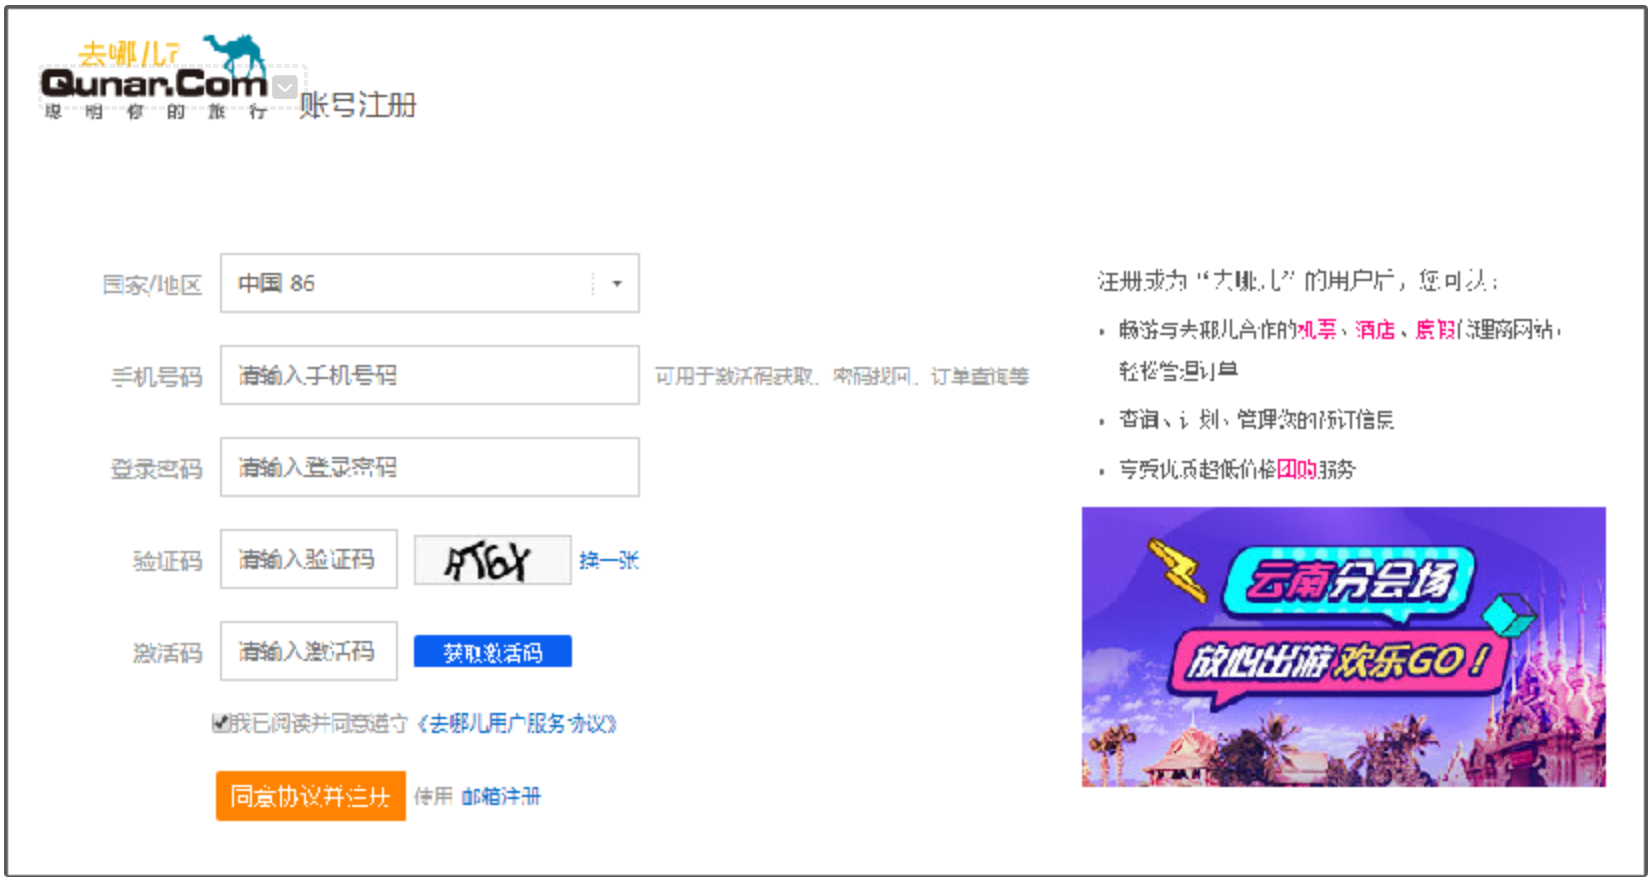 去哪儿?
Qunar.Com
聪明你的旅行
账号注册
国家/地区
中国 86
手机号码
请输入手机号码
可用于激活码获取、密码找回、订单查询等
登录密码
请输入登录密码
验证码
请输入验证码
RTGY
换一张
激活码
请输入激活码
获取激活码
我已阅读并同意遵守《去哪儿用户服务协议》
同意协议并注册
使用 邮箱注册
注册成为“去哪儿”的用户后，您可以：
畅游与去哪儿合作的机票、酒店、度假代理商网站，
轻松管理订单
查询、计划、管理您的预订信息
享受优质超低价格团购服务
云南分会场
放心出游 欢乐GO！